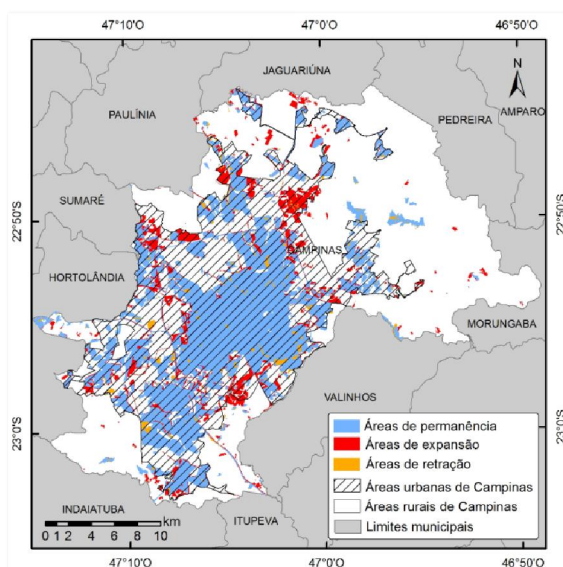 47°10'O
47°0'O
46°50'O
JAGUARIÚNA
N
PAULÍNIA
PEDREIRA
AMPARO
SUMARÉ
22°50'S
22°50'S
CAMPINAS
HORTOLÂNDIA
MORUNGABA
VALINHOS
23°0'S
23°0'S
Áreas de permanência
Áreas de expansão
Áreas de retração
Áreas urbanas de Campinas
Áreas rurais de Campinas
Limites municipais
INDAIATUBA
ITUPEVA
km
0 1 2 4 6 8 10
47°10'O
47°0'O
46°50'O